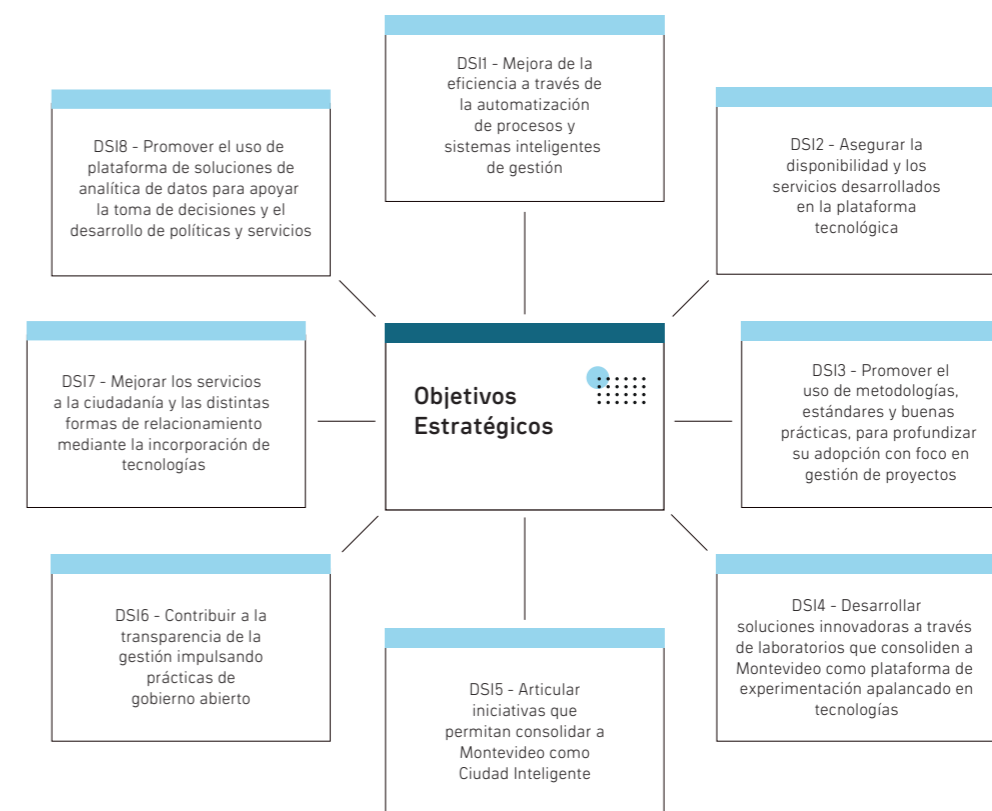 DSI1 - Mejora de la
eficiencia a través de
la automatización
de procesos y
sistemas inteligentes
de gestión
DSI8 - Promover el uso de
plataforma de soluciones de
analítica de datos para apoyar
la toma de decisiones y el
desarrollo de políticas y servicios
DSI2 - Asegurar la
disponibilidad y los
servicios desarrollados
en la plataforma
tecnológica
DSI7 - Mejorar los servicios
a la ciudadanía y las distintas
formas de relacionamiento
mediante la incorporación de
tecnologías
Objetivos
Estratégicos
DSI3 - Promover el
uso de metodologías,
estándares y buenas
prácticas, para profundizar
su adopción con foco en
gestión de proyectos
DSI6 - Contribuir a la
transparencia de la
gestión impulsando
prácticas de
gobierno abierto
DSI5 - Articular
iniciativas que
permitan consolidar a
Montevideo como
Ciudad Inteligente
DSI4 - Desarrollar
soluciones innovadoras a través
de laboratorios que consoliden a
Montevideo como plataforma de
experimentación apalancado en
tecnologías